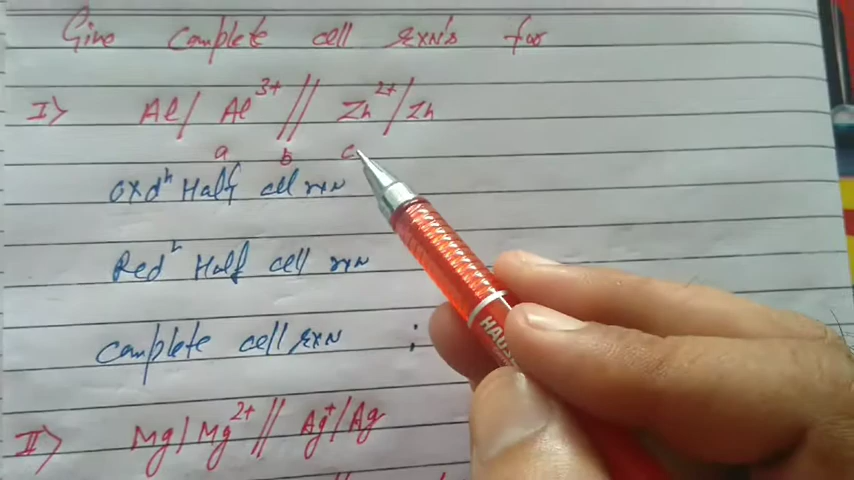 Give Complete cell rxN's for
I> Al/ Al³⁺// Zn²⁺/Zn
a b c
oxdⁿ Half cell rxn
Redⁿ Half cell rxn
Complete cell rxn :
II> Mg/Mg²⁺// Ag⁺/Ag
HAUS